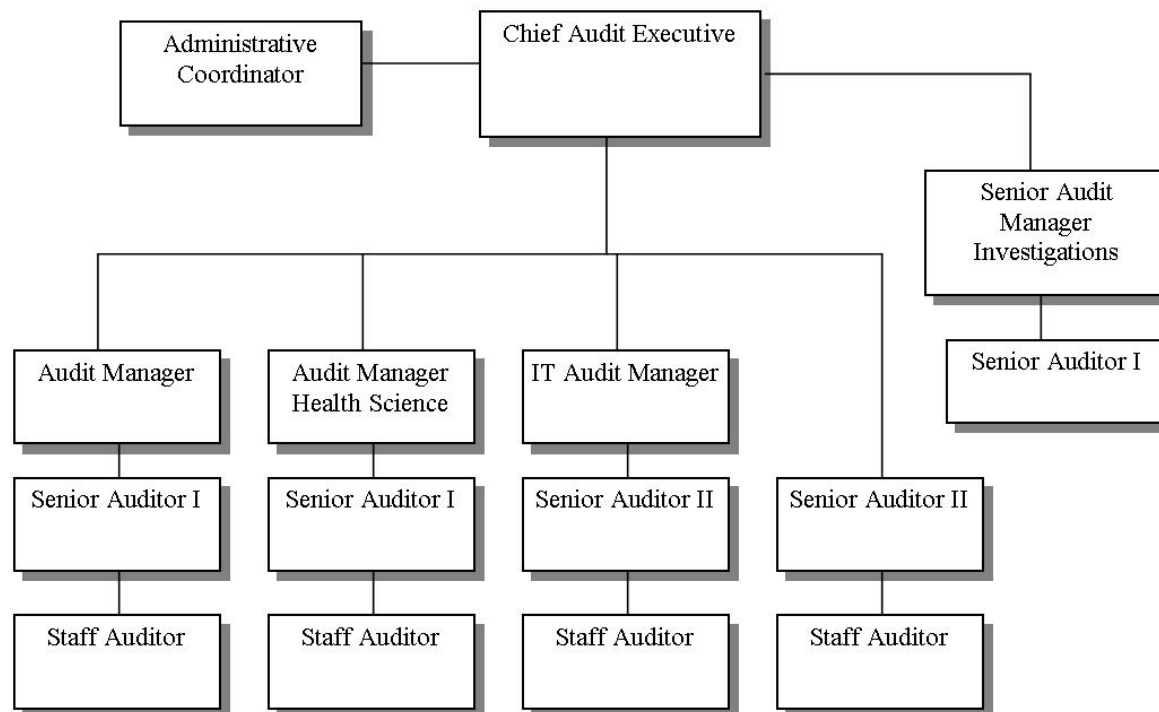 Administrative
Coordinator
Chief Audit Executive
Senior Audit
Manager
Investigations
Senior Auditor I
Audit Manager
Audit Manager
Health Science
IT Audit Manager
Senior Auditor I
Senior Auditor I
Senior Auditor II
Senior Auditor II
Staff Auditor
Staff Auditor
Staff Auditor
Staff Auditor